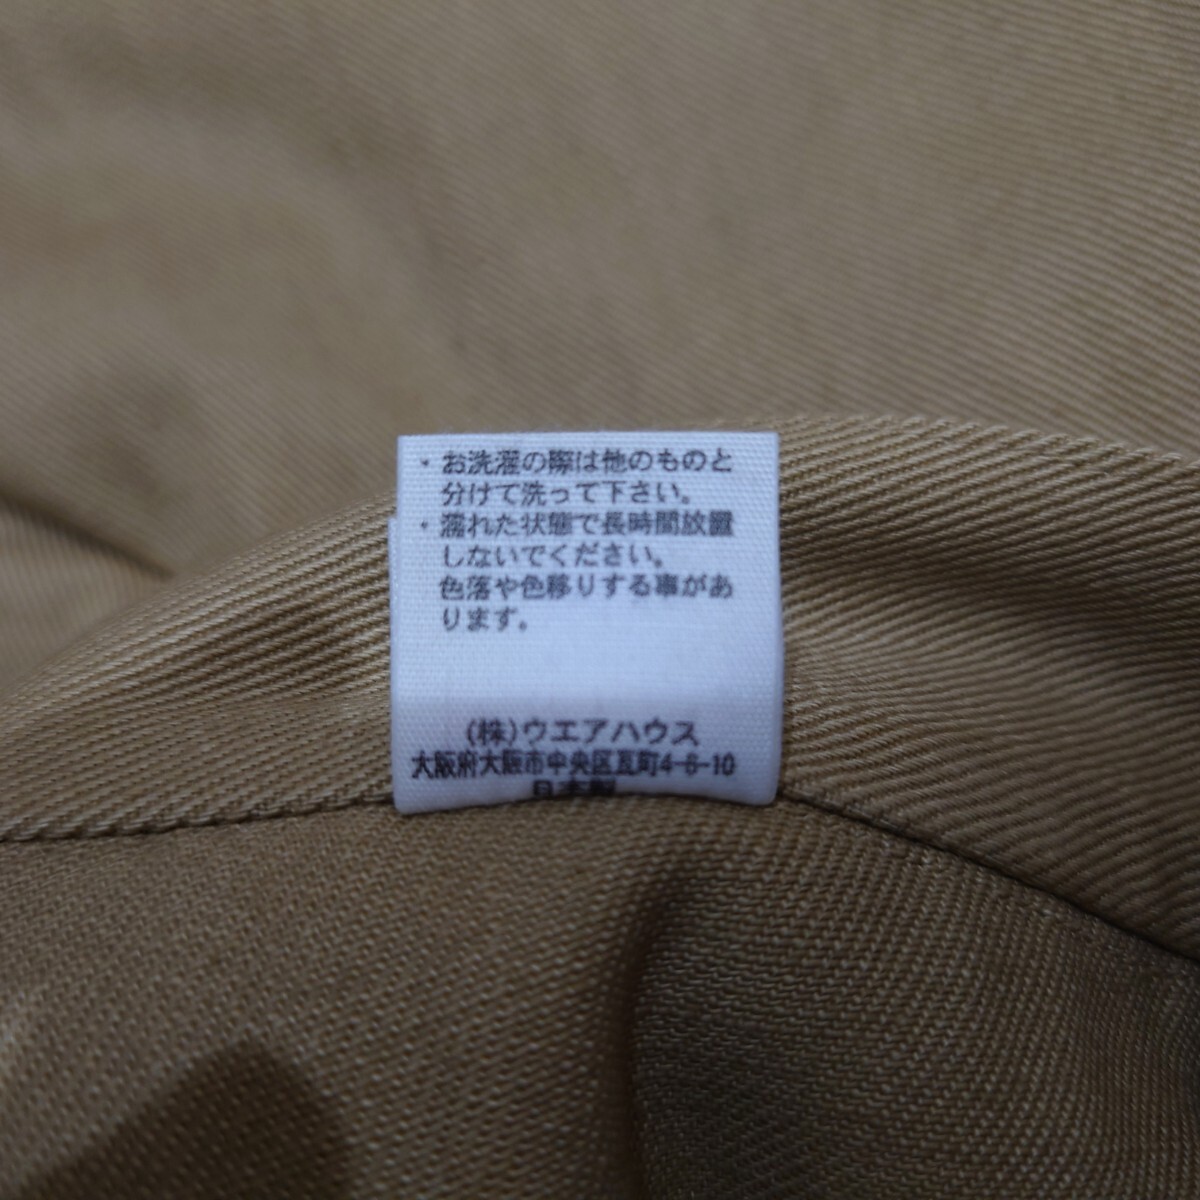 ・お洗濯の際は他のものと
分けて洗って下さい。
・濡れた状態で長時間放置
しないでください。
色落や色移りする事があ
ります。
(株)ウエアハウス
大阪府大阪市中央区瓦町4-6-10
日本製